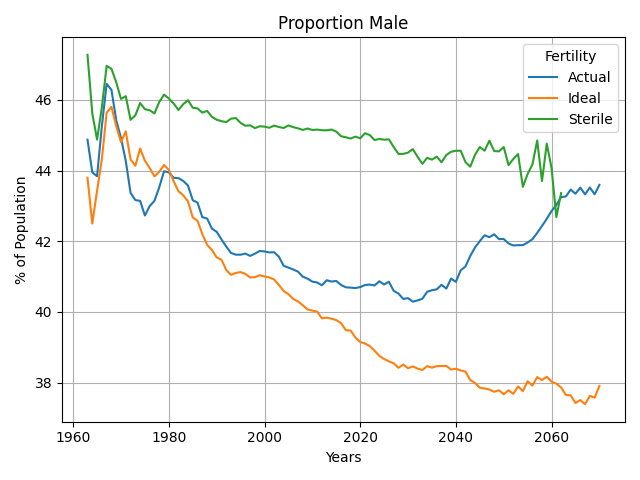 Proportion Male
% of Population
46
44
42
40
38
1960
1980
2000
2020
2040
2060
Years
Fertility
Actual
Ideal
Sterile